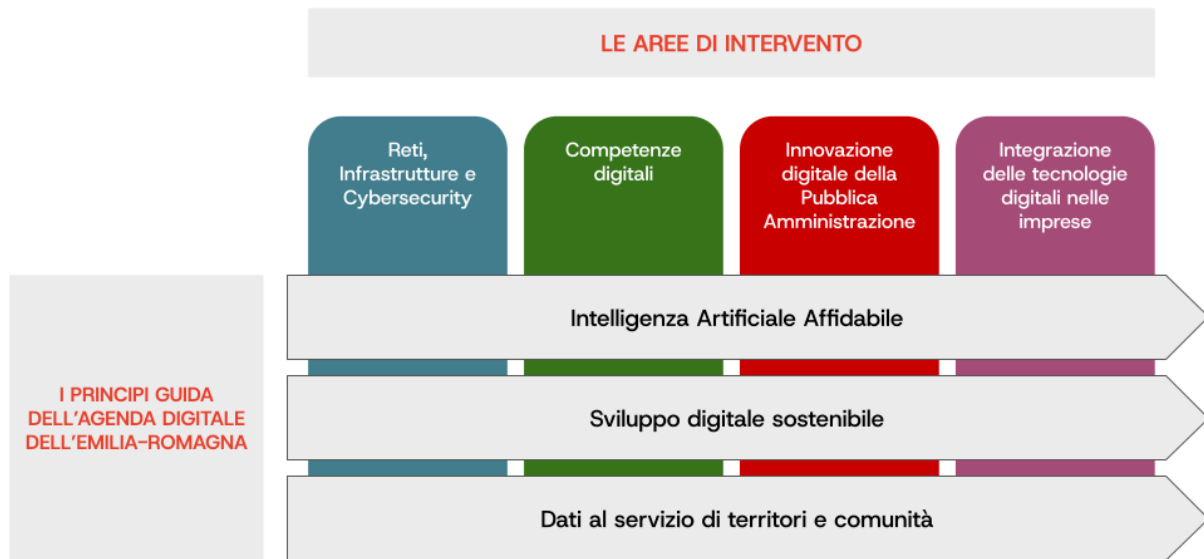 LE AREE DI INTERVENTO
Reti,
Infrastrutture e
Cybersecurity
Competenze
digitali
Innovazione
digitale della
Pubblica
Amministrazione
Integrazione
delle tecnologie
digitali nelle
imprese
I PRINCIPI GUIDA
DELL'AGENDA DIGITALE
DELL'EMILIA-ROMAGNA
Intelligenza Artificiale Affidabile
Sviluppo digitale sostenibile
Dati al servizio di territori e comunità